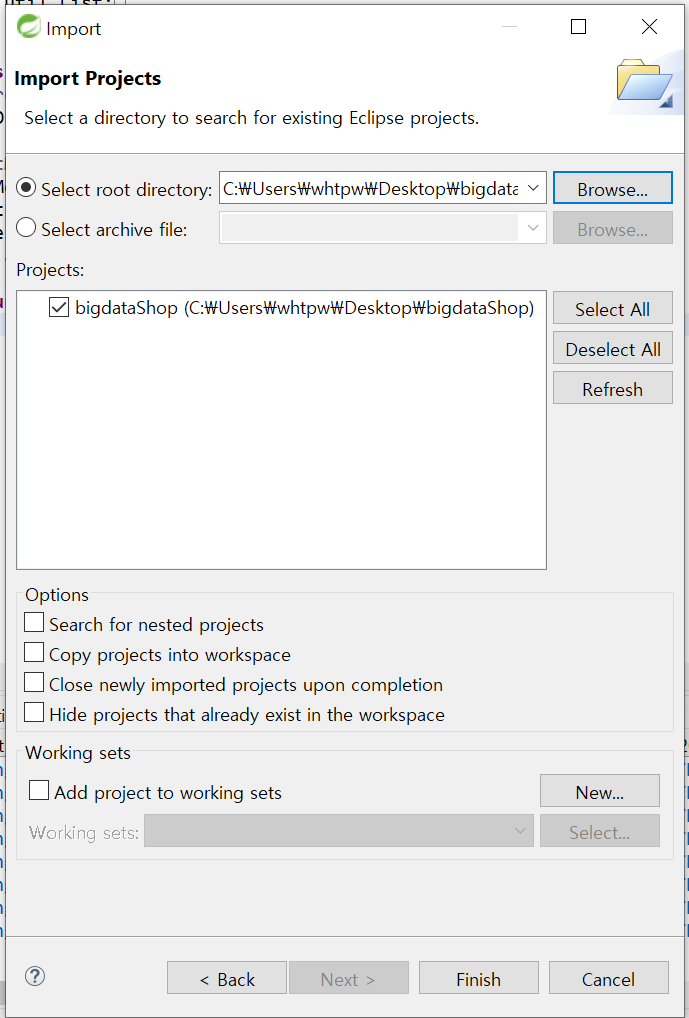 Import
Import Projects
Select a directory to search for existing Eclipse projects.
Select root directory: C:₩Users₩whtpw₩Desktop₩bigdata Browse...
Select archive file: Browse...
Projects:
bigdataShop (C:₩Users₩whtpw₩Desktop₩bigdataShop)
Select All
Deselect All
Refresh
Options
Search for nested projects
Copy projects into workspace
Close newly imported projects upon completion
Hide projects that already exist in the workspace
Working sets
Add project to working sets New...
Working sets: Select...
< Back Next > Finish Cancel